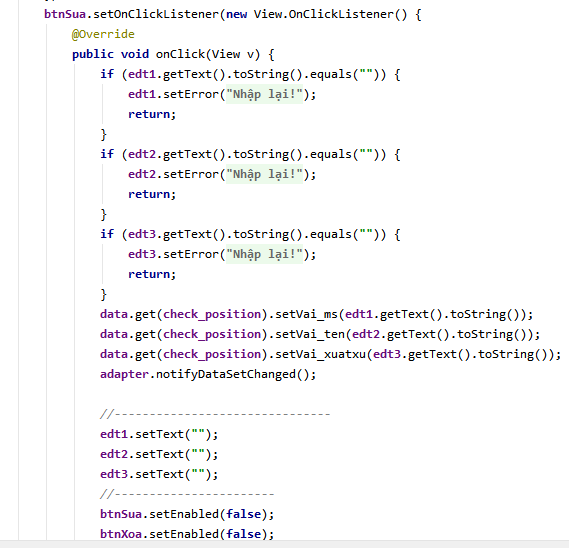 btnSua.setOnClickListener(new View.OnClickListener() {
@Override
public void onClick(View v) {
if (edt1.getText().toString().equals("")) {
edt1.setError("Nhập lại!");
return;
}
if (edt2.getText().toString().equals("")) {
edt2.setError("Nhập lại!");
return;
}
if (edt3.getText().toString().equals("")) {
edt3.setError("Nhập lại!");
return;
}
data.get(check_position).setVai_ms(edt1.getText().toString());
data.get(check_position).setVai_ten(edt2.getText().toString());
data.get(check_position).setVai_xuatxu(edt3.getText().toString());
adapter.notifyDataSetChanged();
//-------------------------------
edt1.setText("");
edt2.setText("");
edt3.setText("");
//-----------------------
btnSua.setEnabled(false);
btnXoa.setEnabled(false);